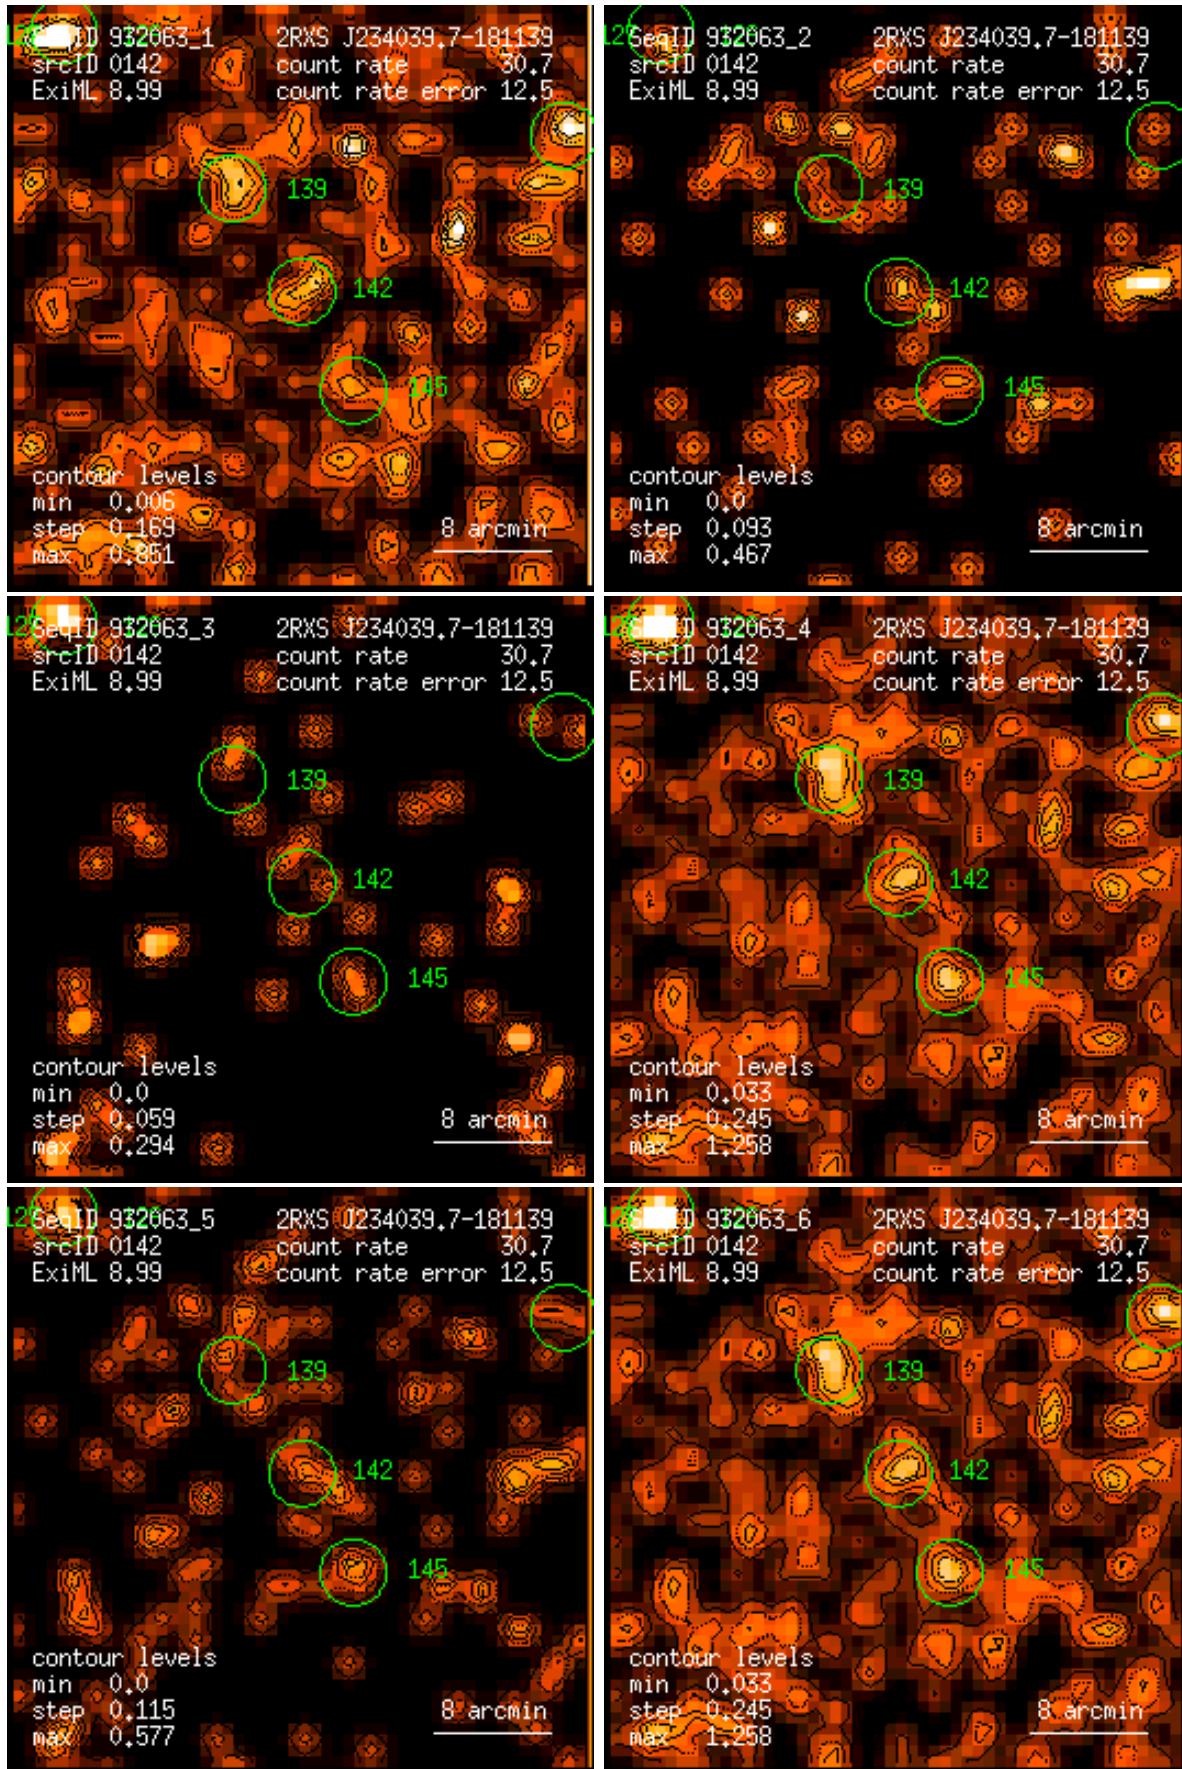 SeqID 932063_1 2RXS J234039.7-181139
srcID 0142 count rate 30.7
ExiML 8.99 count rate error 12.5
139
142
145
contour levels
min 0.006
step 0.169 8 arcmin
max 0.851
SeqID 932063_2 2RXS J234039.7-181139
srcID 0142 count rate 30.7
ExiML 8.99 count rate error 12.5
139
142
145
contour levels
min 0.0
step 0.093 8 arcmin
max 0.467
SeqID 932063_3 2RXS J234039.7-181139
srcID 0142 count rate 30.7
ExiML 8.99 count rate error 12.5
139
142
145
contour levels
min 0.0
step 0.059 8 arcmin
max 0.294
SeqID 932063_4 2RXS J234039.7-181139
srcID 0142 count rate 30.7
ExiML 8.99 count rate error 12.5
139
142
145
contour levels
min 0.033
step 0.245 8 arcmin
max 1.258
SeqID 932063_5 2RXS J234039.7-181139
srcID 0142 count rate 30.7
ExiML 8.99 count rate error 12.5
139
142
145
contour levels
min 0.0
step 0.115 8 arcmin
max 0.577
SeqID 932063_6 2RXS J234039.7-181139
srcID 0142 count rate 30.7
ExiML 8.99 count rate error 12.5
139
142
145
contour levels
min 0.033
step 0.245 8 arcmin
max 1.258